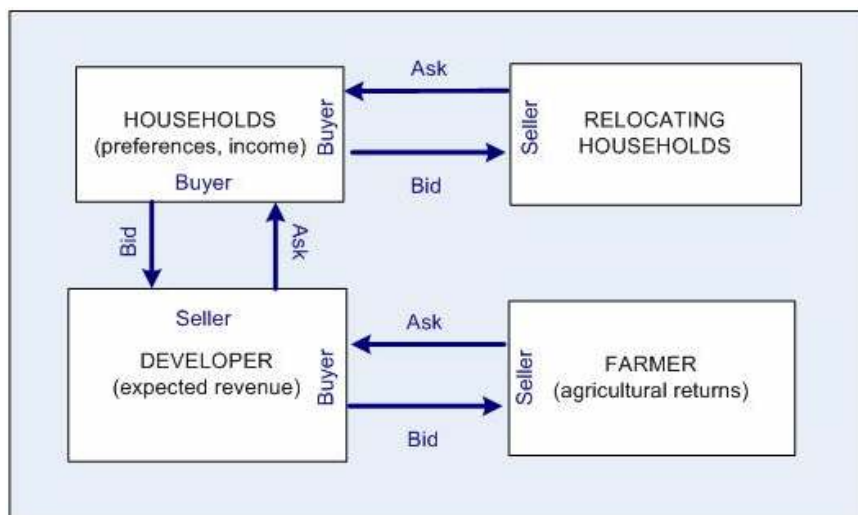 Ask
HOUSEHOLDS
(preferences, income)
Buyer
Buyer
Seller
RELOCATING
HOUSEHOLDS
Bid
Bid
Ask
Seller
DEVELOPER
(expected revenue)
Buyer
Ask
Seller
FARMER
(agricultural returns)
Bid